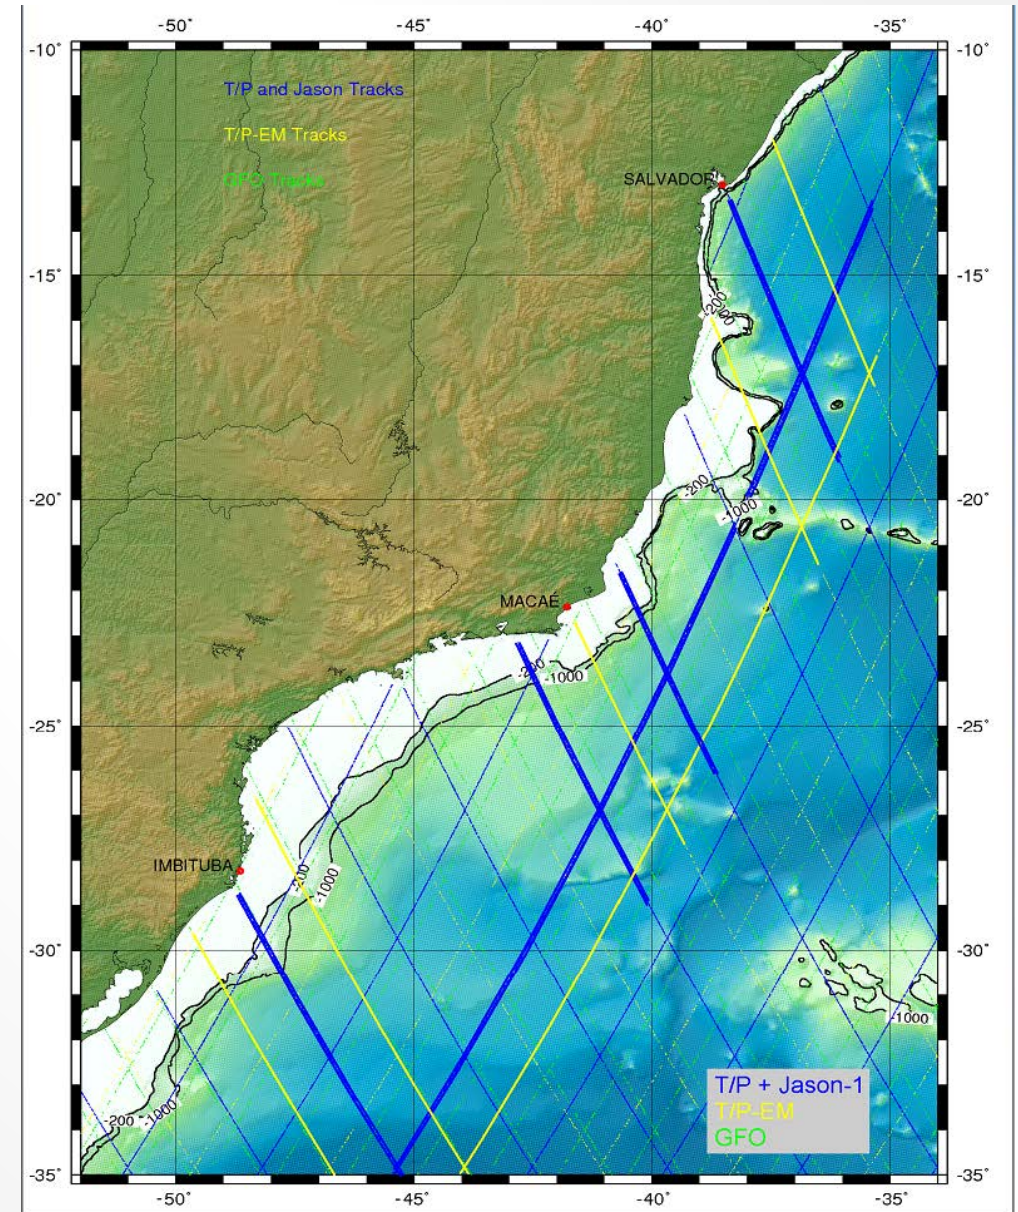 -50° -45° -40° -35°
-10° -10°
T/P and Jason Tracks
T/P-EM Tracks
GFO Tracks
SALVADOR
-15° -15°
-200
-20° -20°
-200
-1000
MACAÉ
-200
-1000
-25° -25°
IMBITUBA
-200
-1000
-30° -30°
-1000
T/P + Jason-1
T/P-EM
GFO
-200
-1000
-35° -35°
-50° -45° -40° -35°